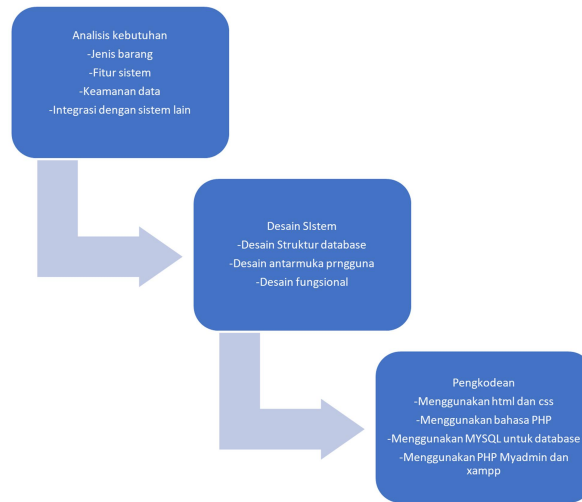 Analisis kebutuhan
-Jenis barang
-Fitur sistem
-Keamanan data
-Integrasi dengan sistem lain
Desain SIstem
-Desain Struktur database
-Desain antarmuka prngguna
-Desain fungsional
Pengkodean
-Menggunakan html dan css
-Menggunakan bahasa PHP
-Menggunakan MYSQL untuk database
-Menggunakan PHP Myadmin dan
xampp